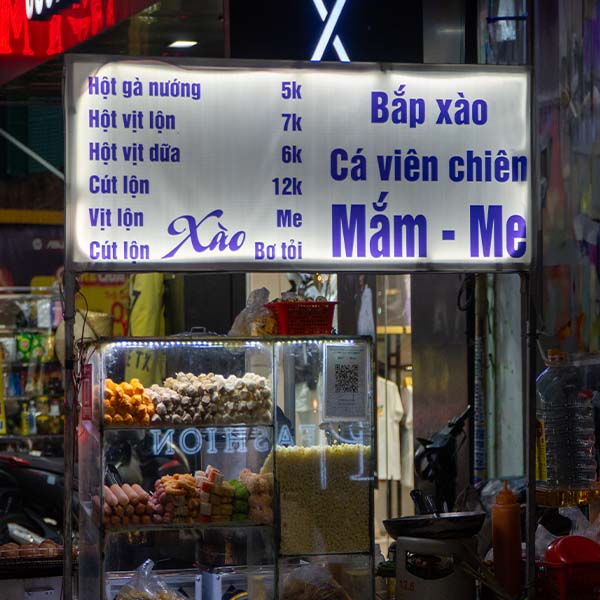 Hột gà nướng 5k
Hột vịt lộn 7k
Hột vịt dữa 6k
Cút lộn 12k
Vịt lộn Xào Me
Cút lộn Bơ tỏi
Bắp xào
Cá viên chiên
Mắm - Me
FASHION